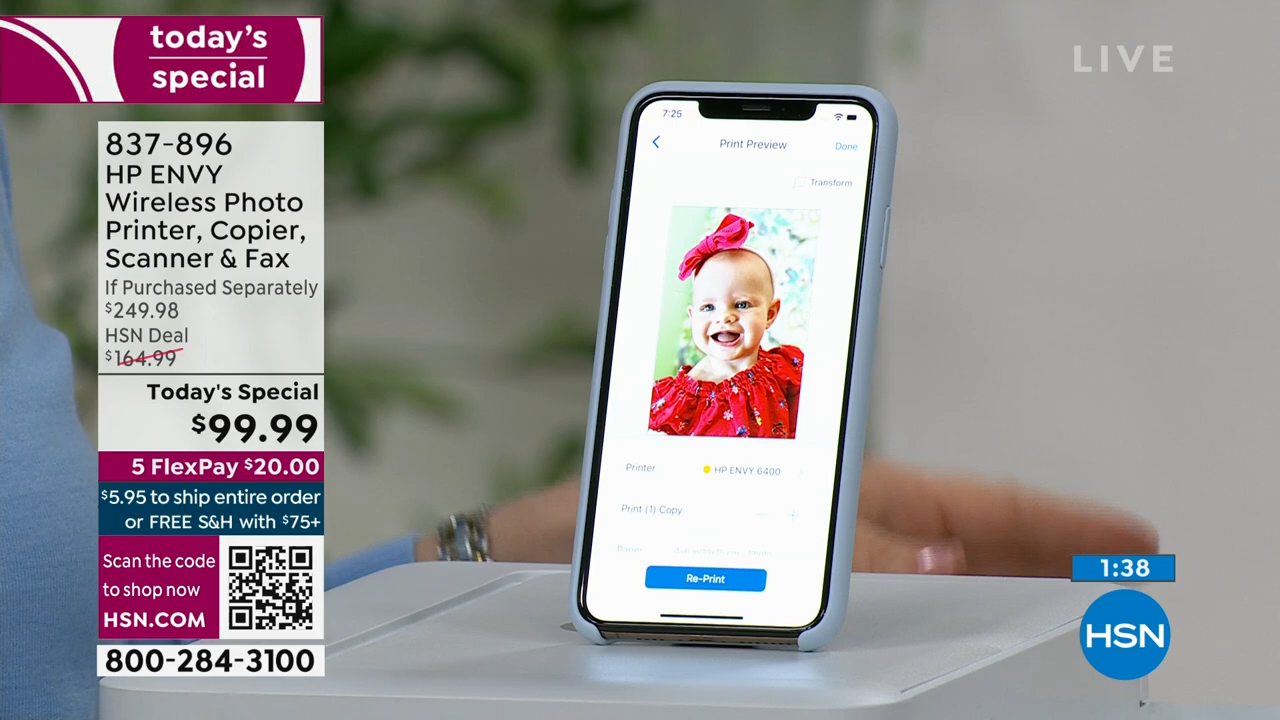 today's
special
837-896
HP ENVY
Wireless Photo
Printer, Copier,
Scanner & Fax
If Purchased Separately
$249.98
HSN Deal
$164.99
Today's Special
$99.99
5 FlexPay $20.00
$5.95 to ship entire order
or FREE S&H with $75+
Scan the code
to shop now
HSN.COM
800-284-3100
LIVE
7:25
Print Preview
Done
Transform
Printer
HP ENVY 6400
Print (1) Copy
Re-Print
1:38
HSN